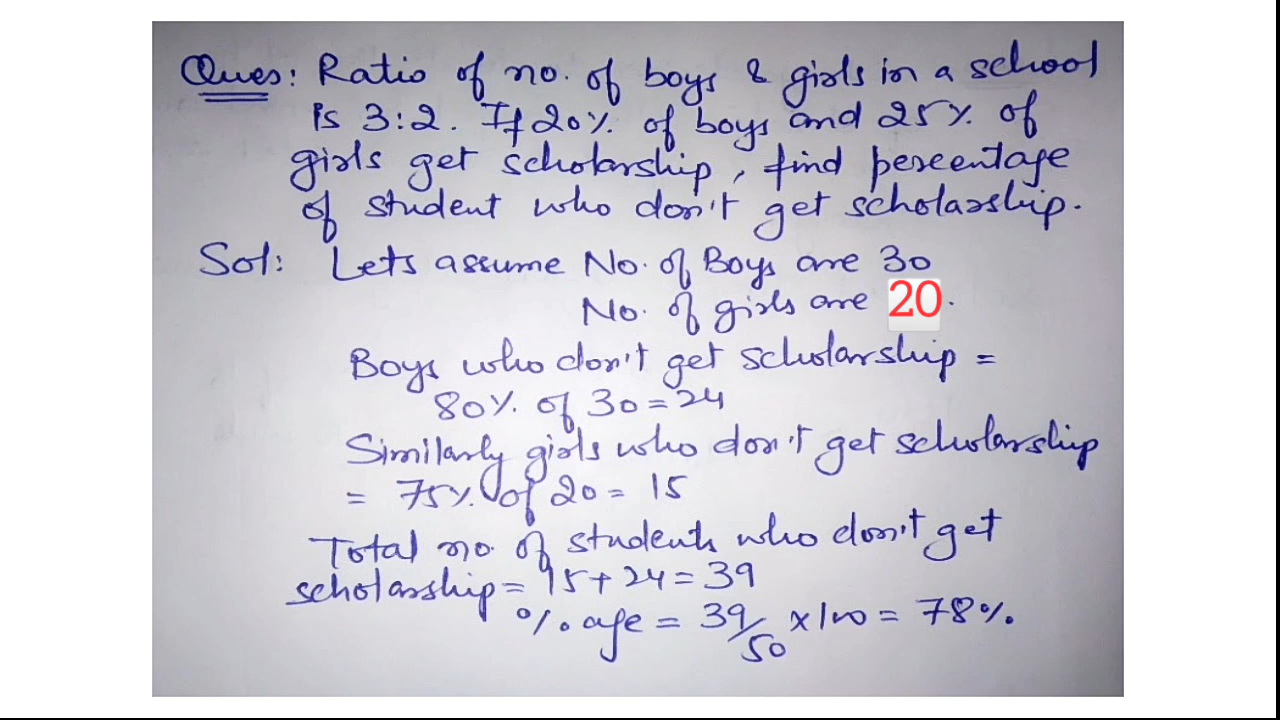 Ques: Ratio of no. of boys & girls in a school
is 3:2. If 20% of boys and 25% of
girls get scholarship, find percentage
of student who don't get scholarship.
Sol: Lets assume No. of Boys are 30
No. of girls are 20.
Boys who don't get scholarship =
80% of 30 = 24
Similarly girls who don't get scholarship
= 75% of 20 = 15
Total no. of students who don't get
scholarship = 15 + 24 = 39
%age = 39/50 x 100 = 78%.